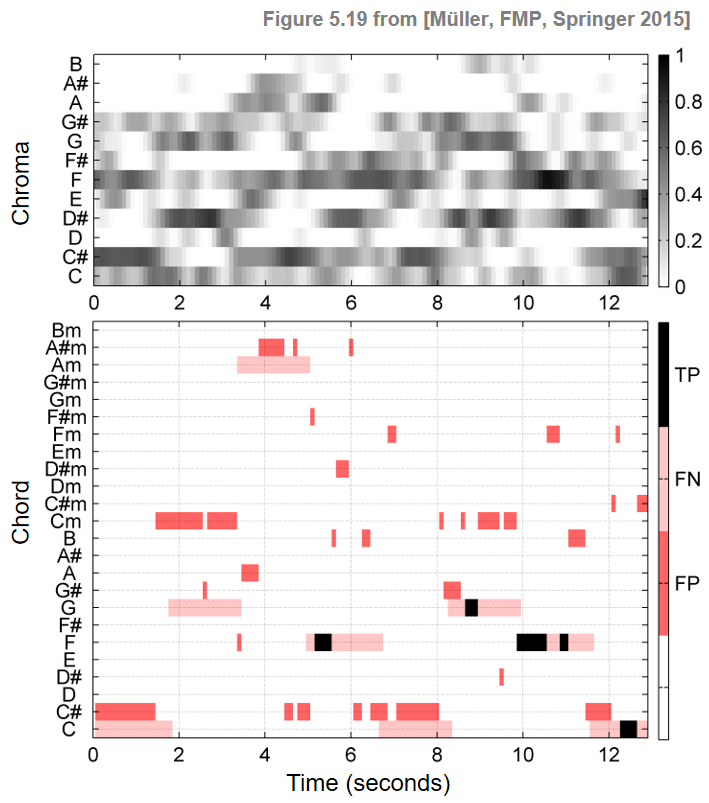 Figure 5.19 from [Müller, FMP, Springer 2015]
B
A#
A
G#
G
F#
F
E
D#
D
C#
C
Chroma
0 2 4 6 8 10 12
1
0.8
0.6
0.4
0.2
0
Bm
A#m
Am
G#m
Gm
F#m
Fm
Em
D#m
Dm
C#m
Cm
B
A#
A
G#
G
F#
F
E
D#
D
C#
C
Chord
0 2 4 6 8 10 12
Time (seconds)
TP
FN
FP